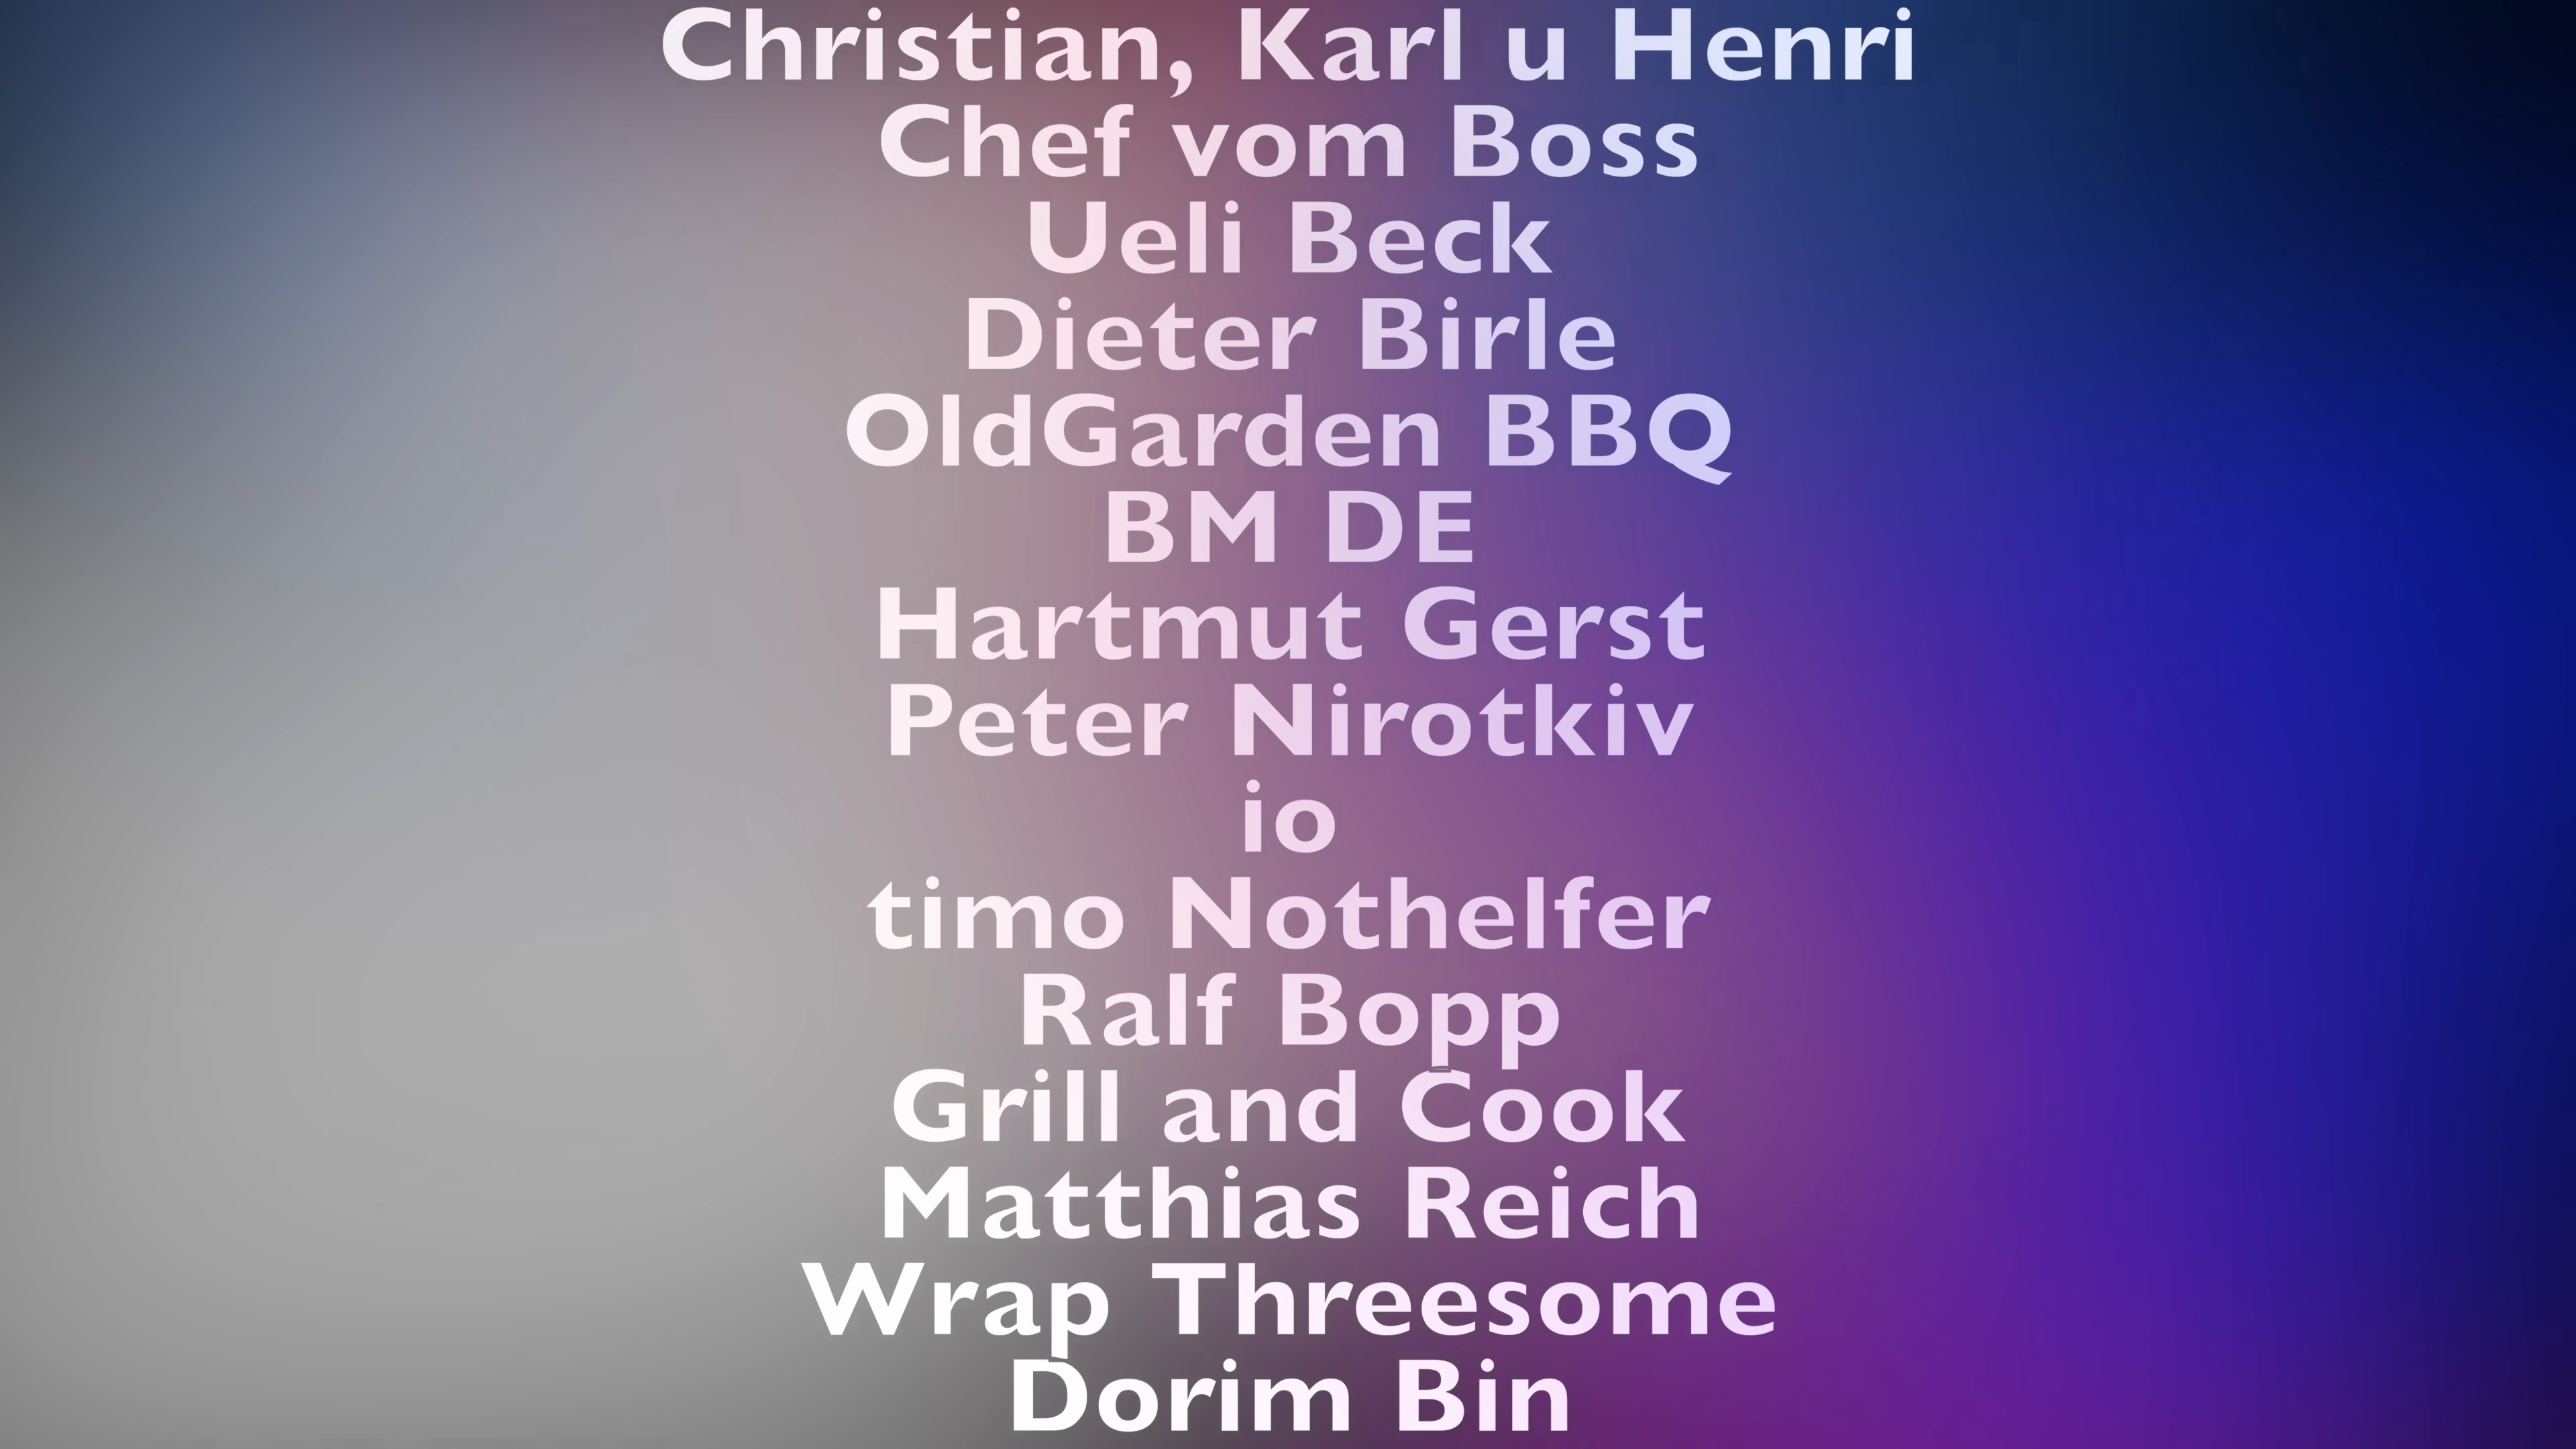 Christian, Karl u Henri
Chef vom Boss
Ueli Beck
Dieter Birle
OldGarden BBQ
BM DE
Hartmut Gerst
Peter Nirotkiv
io
timo Nothelfer
Ralf Bopp
Grill and Cook
Matthias Reich
Wrap Threesome
Dorim Bin